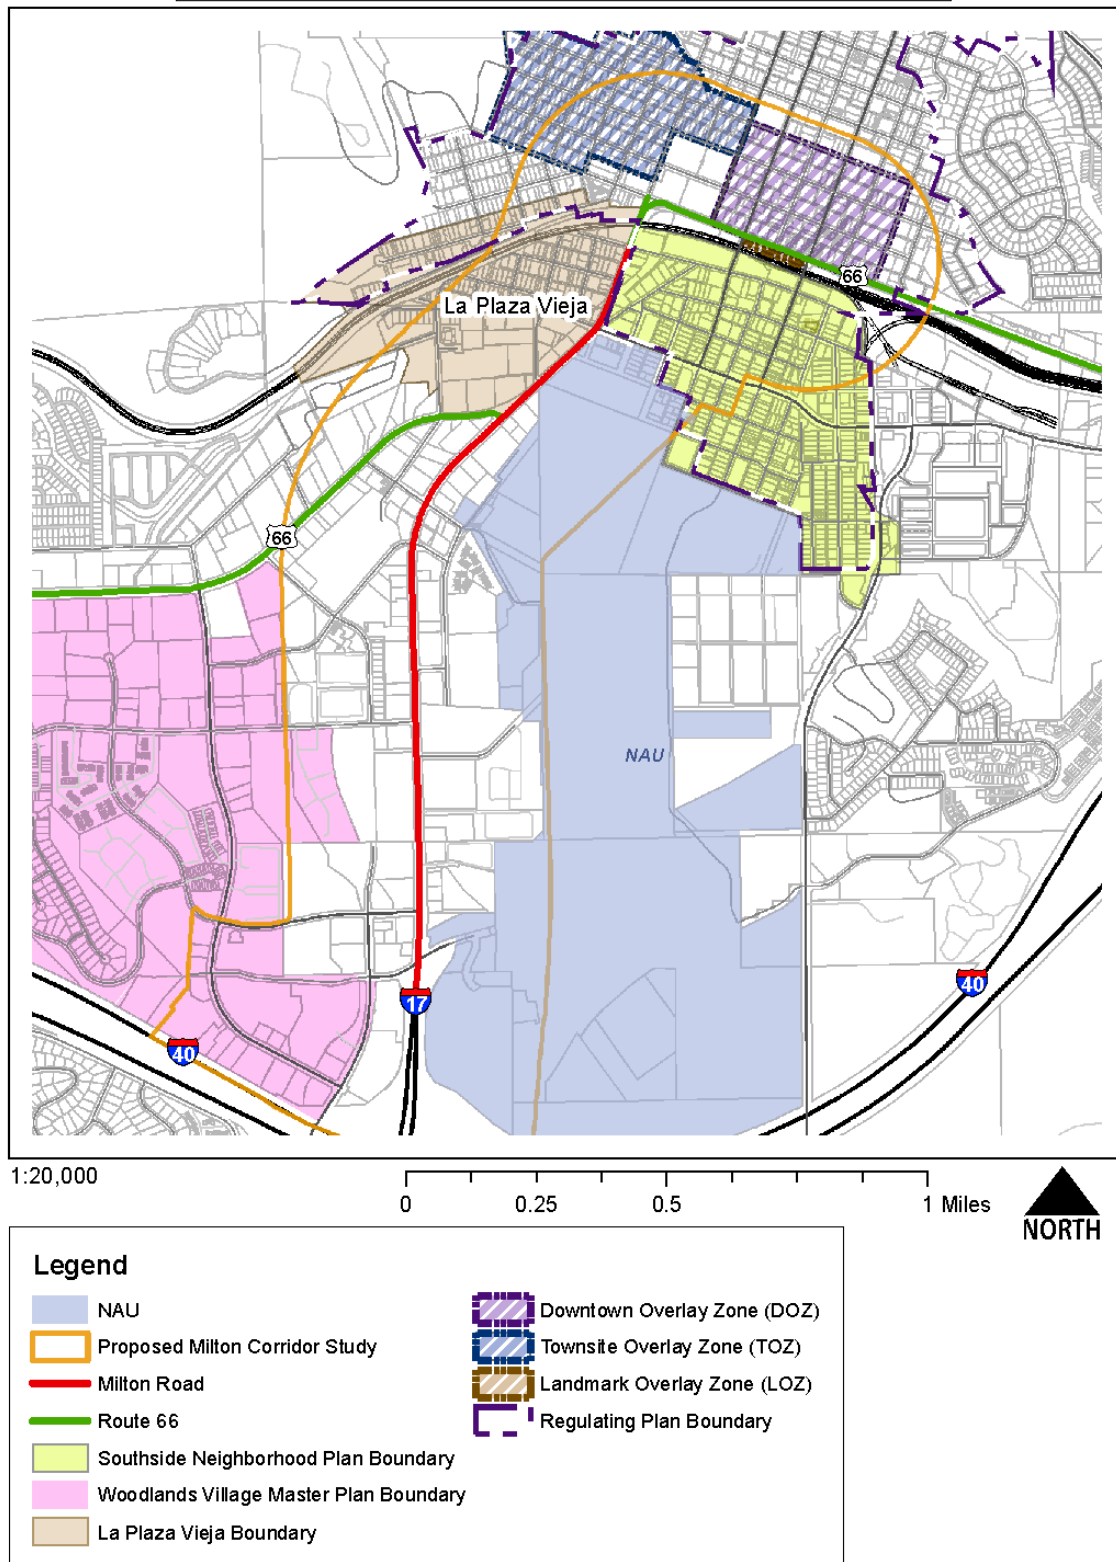 66
La Plaza Vieja
66
NAU
40
17
40
1:20,000
0 0.25 0.5 1 Miles
NORTH
Legend
NAU
Proposed Milton Corridor Study
Milton Road
Route 66
Southside Neighborhood Plan Boundary
Woodlands Village Master Plan Boundary
La Plaza Vieja Boundary
Downtown Overlay Zone (DOZ)
Townsite Overlay Zone (TOZ)
Landmark Overlay Zone (LOZ)
Regulating Plan Boundary